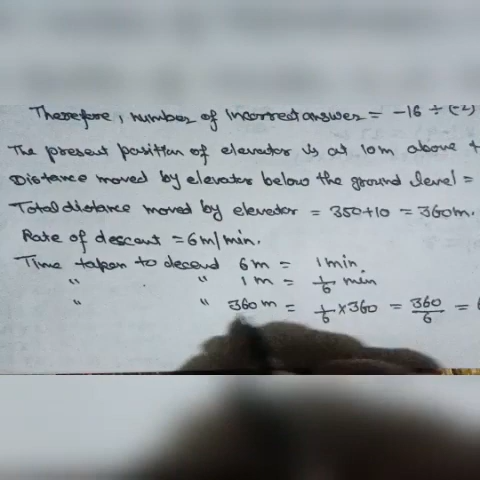 Therefore, number of incorrect answer = -16 ÷ (-2)
The present position of elevator is at 10m above
Distance moved by elevator below the ground level =
Total distance moved by elevator = 350+10 = 360m.
Rate of descent = 6m/min.
Time taken to decend 6m = 1min.
" " 1m = 1/6 min
" " 360m = 1/6 × 360 = 360/6 =